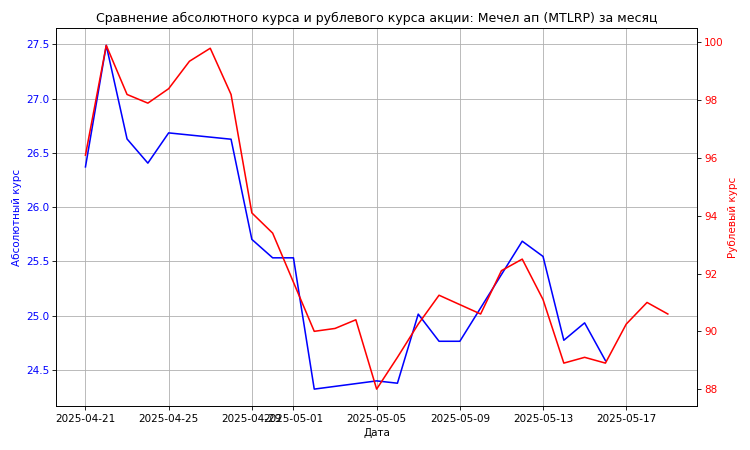 Сравнение абсолютного курса и рублевого курса акции: Мечел ап (MTLRP) за месяц
Абсолютный курс
27.5
27.0
26.5
26.0
25.5
25.0
24.5
100
98
96
94
92
90
88
Рублевый курс
2025-04-21 2025-04-25 2025-04-29 2025-05-01 2025-05-05 2025-05-09 2025-05-13 2025-05-17
Дата